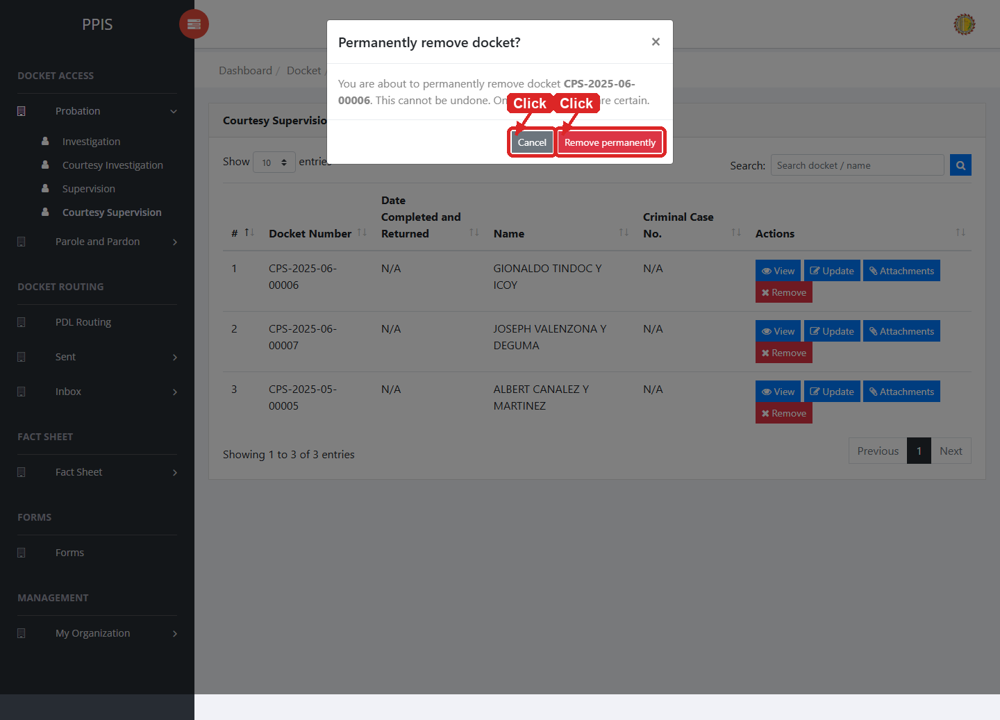 PPIS
Permanently remove docket?
×
DOCKET ACCESS
Dashboard / Docket /
You are about to permanently remove docket CPS-2025-06-
00006. This cannot be undone. re certain.
Click Click
Cancel Remove permanently
Probation
Investigation
Courtesy Investigation
Supervision
Courtesy Supervision
Parole and Pardon
DOCKET ROUTING
PDL Routing
Sent
Inbox
FACT SHEET
Fact Sheet
FORMS
Forms
MANAGEMENT
My Organization
Courtesy Supervisio
Show 10 entries
Search: Search docket / name
# Docket Number Date Completed and Returned Name Criminal Case No. Actions
1 CPS-2025-06-00006 N/A GIONALDO TINDOC Y ICOY N/A View Update Attachments
Remove
2 CPS-2025-06-00007 N/A JOSEPH VALENZONA Y DEGUMA N/A View Update Attachments
Remove
3 CPS-2025-05-00005 N/A ALBERT CANALEZ Y MARTINEZ N/A View Update Attachments
Remove
Showing 1 to 3 of 3 entries
Previous 1 Next